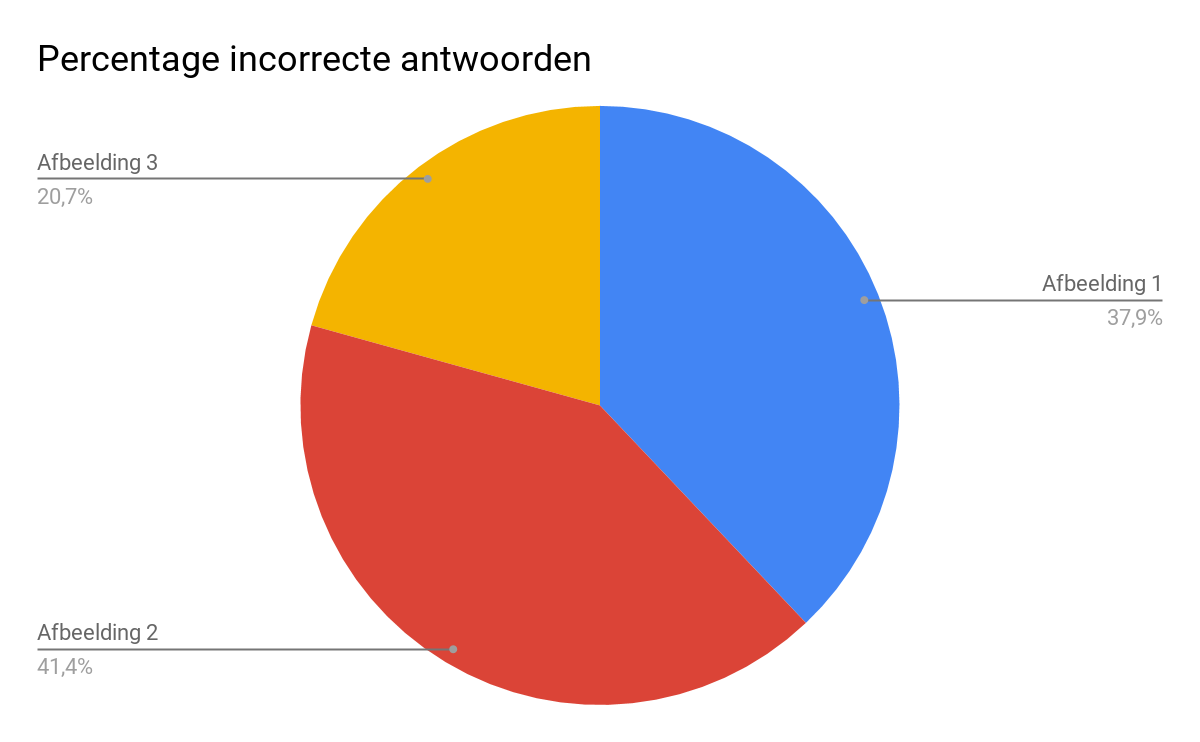 Percentage incorrecte antwoorden
Afbeelding 3
20,7%
Afbeelding 1
37,9%
Afbeelding 2
41,4%